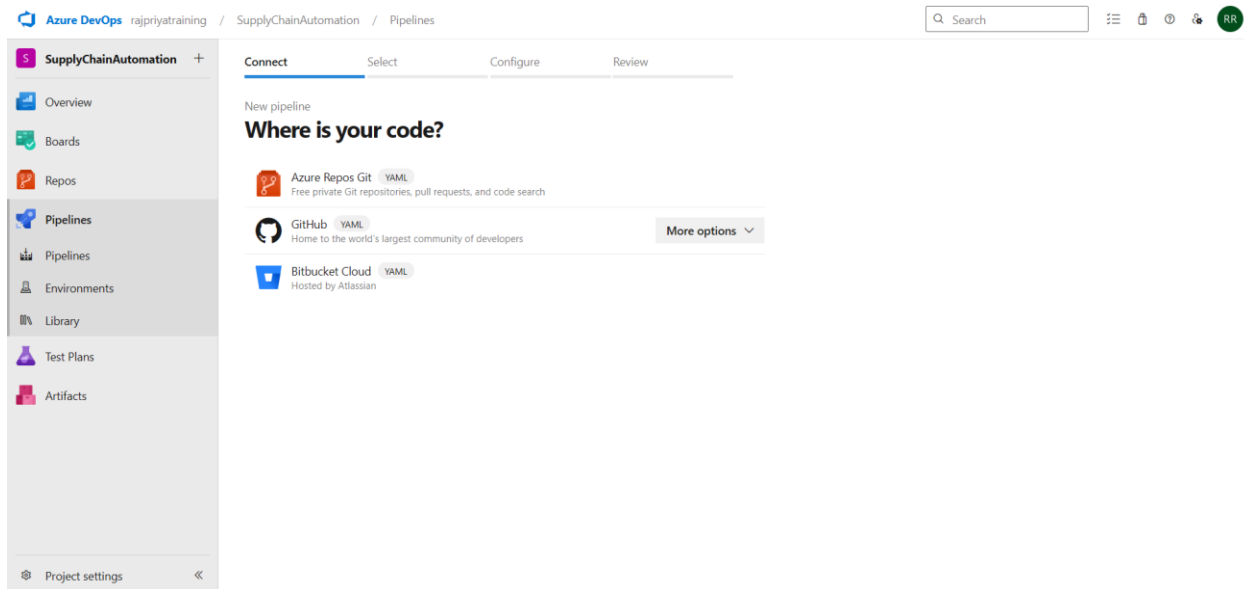 Azure DevOps rajpriyatraining / SupplyChainAutomation / Pipelines
Search
RR
S SupplyChainAutomation +
Overview
Boards
Repos
Pipelines
Pipelines
Environments
Library
Test Plans
Artifacts
Project settings
Connect Select Configure Review
New pipeline
Where is your code?
Azure Repos Git YAML
Free private Git repositories, pull requests, and code search
GitHub YAML
Home to the world's largest community of developers
More options
Bitbucket Cloud YAML
Hosted by Atlassian